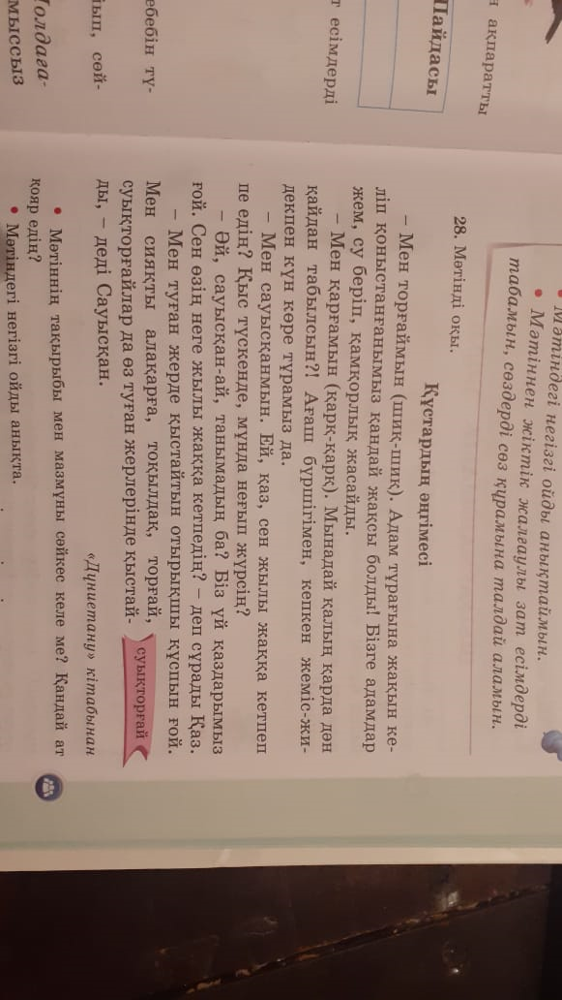 Пайдасы
н ақпаратты
т есімдерді
ебебін тү-
йып, сөй-
Мәтіндегі негізгі ойды анықтаймын.
• Мәтіннен жіктік жалғаулы зат есімдерді
табамын, сөздерді сөз құрамына талдай аламын.
28. Мәтінді оқы.
Құстардың әңгімесі
– Мен торғаймын (шиқ-шиқ). Адам тұрағына жақын ке-
ліп қоныстанғанымыз қандай жақсы болды! Бізге адамдар
жем, су беріп, қамқорлық жасайды.
– Мен қарғамын (қарқ-қарқ). Мынадай қалың қарда дән
қайдан табылсын?! Ағаш бүршігімен, кепкен жеміс-жи-
декпен күн көре тұрамыз да.
– Мен сауысқанмын. Ей, қаз, сен жылы жаққа кетпеп
пе едің? Қыс түскенде, мұнда неғып жүрсің?
– Әй, сауысқан-ай, танымадың ба? Біз үй қаздарымыз
ғой. Сен өзің неге жылы жаққа кетпедің? – деп сұрады Қаз.
– Мен туған жерде қыстайтын отырықшы құспын ғой.
Мен сияқты алақарға, тоқылдақ, торғай,
суықторғайлар да өз туған жерлерінде қыстай-
ды, – деді Сауысқан.
суықторғай
«Дүниетану» кітабынан
• Мәтіннің тақырыбы мен мазмұны сәйкес келе ме? Қандай ат
қояр едің?
• Мәтіндегі негізгі ойды анықта.